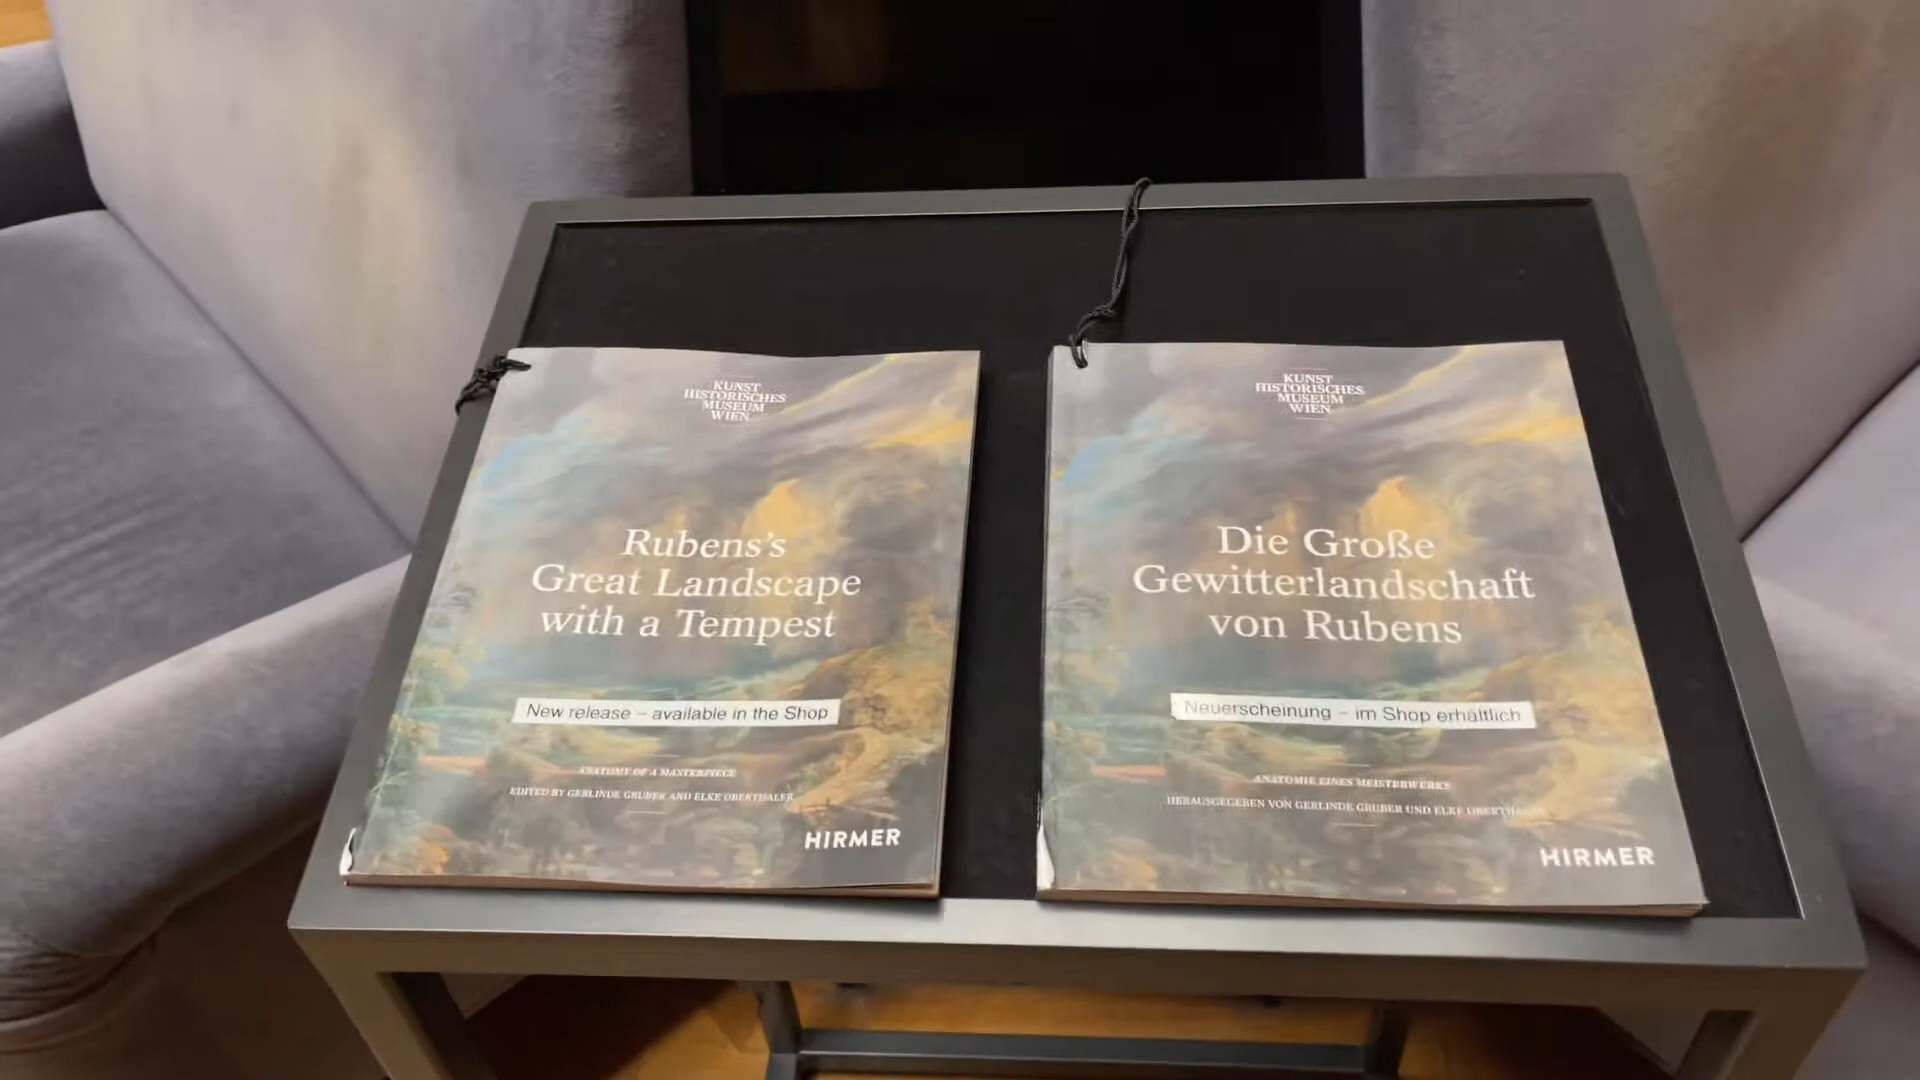 KUNST
HISTORISCHES
MUSEUM
WIEN
Rubens's
Great Landscape
with a Tempest
New release – available in the Shop
ANATOMY OF A MASTERPIECE
EDITED BY GERLINDE GRUBER AND ELKE OBERTHALER
HIRMER
KUNST
HISTORISCHES
MUSEUM
WIEN
Die Große
Gewitterlandschaft
von Rubens
Neuerscheinung – im Shop erhältlich
ANATOMIE EINES MEISTERWERKS
HERAUSGEGEBEN VON GERLINDE GRUBER UND ELKE OBERTHALER
HIRMER